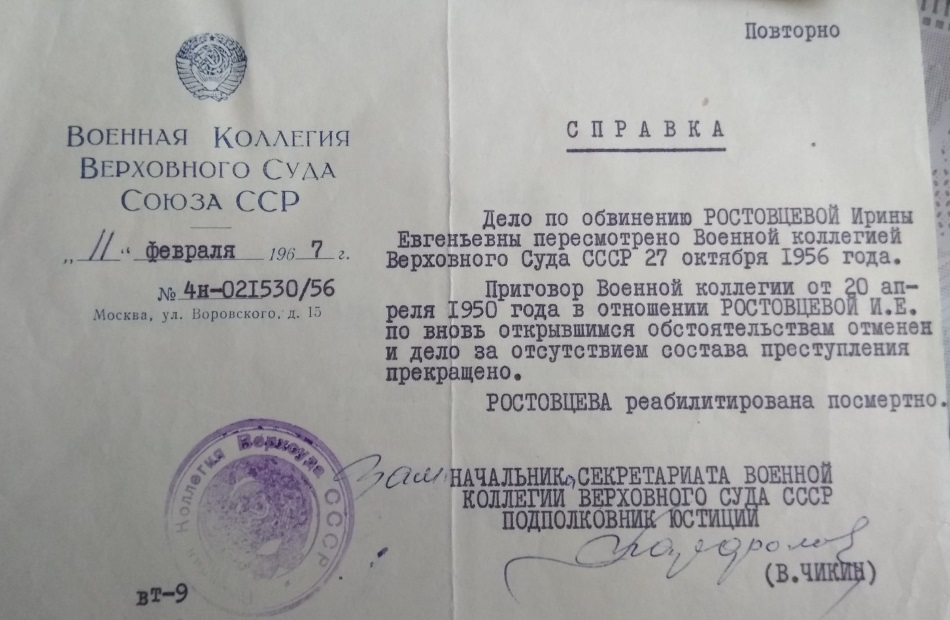 Повторно
ВОЕННАЯ КОЛЛЕГИЯ
ВЕРХОВНОГО СУДА
СОЮЗА ССР
„11“ февраля 1967 г.
№ 4н-021530/56
Москва, ул. Воровского, д. 15
СПРАВКА
Дело по обвинению РОСТОВЦЕВОЙ Ирины
Евгеньевны пересмотрено Военной коллегией
Верховного Суда СССР 27 октября 1956 года.
Приговор Военной коллегии от 20 ап-
реля 1950 года в отношении РОСТОВЦЕВОЙ И.Е.
по вновь открывшимся обстоятельствам отменен
и дело за отсутствием состава преступления
прекращено.
РОСТОВЦЕВА реабилитирована посмертно.
Зам НАЧАЛЬНИКа СЕКРЕТАРИАТА ВОЕННОЙ
КОЛЛЕГИИ ВЕРХОВНОГО СУДА СССР
ПОДПОЛКОВНИК ЮСТИЦИИ
(В.ЧИКИН)
Коллегия Верхсуда СССР
вт-9